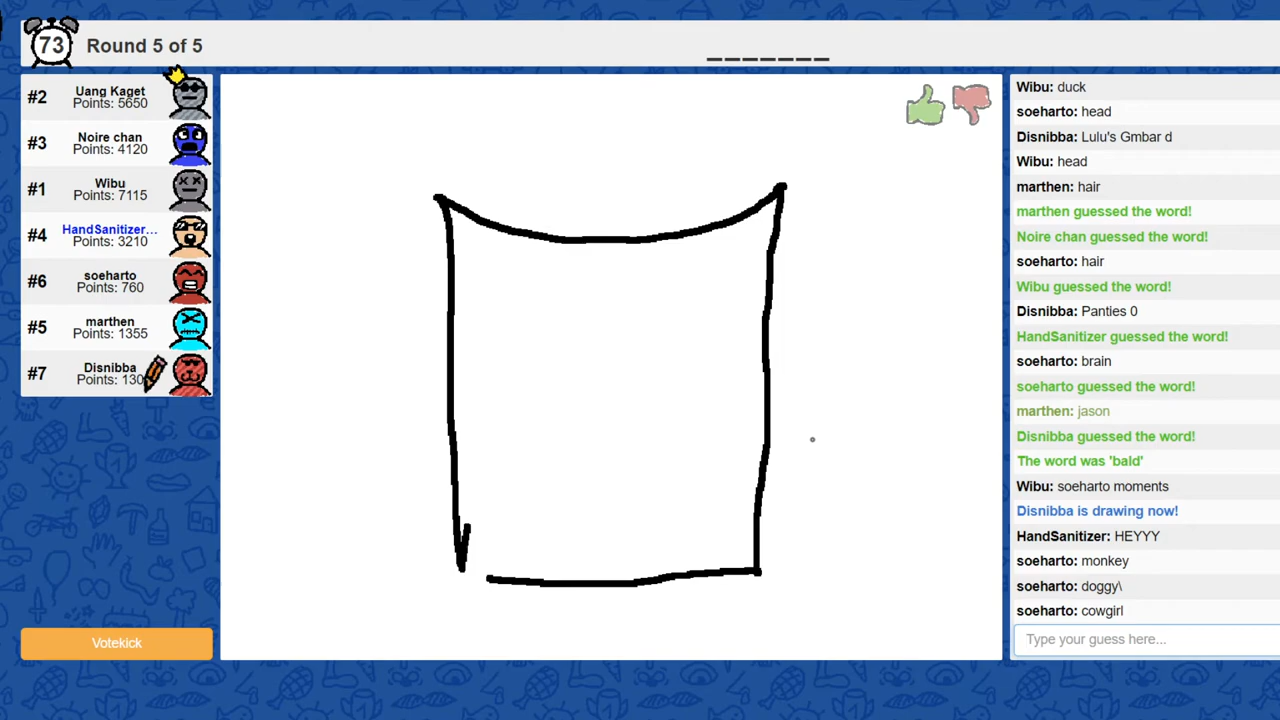 73
Round 5 of 5
_______
#2 Uang Kaget
Points: 5650
#3 Noire chan
Points: 4120
#1 Wibu
Points: 7115
#4 HandSanitizer...
Points: 3210
#6 soeharto
Points: 760
#5 marthen
Points: 1355
#7 Disnibba
Points: 130
Votekick
Wibu: duck
soeharto: head
Disnibba: Lulu's Gmbar d
Wibu: head
marthen: hair
marthen guessed the word!
Noire chan guessed the word!
soeharto: hair
Wibu guessed the word!
Disnibba: Panties 0
HandSanitizer guessed the word!
soeharto: brain
soeharto guessed the word!
marthen: jason
Disnibba guessed the word!
The word was 'bald'
Wibu: soeharto moments
Disnibba is drawing now!
HandSanitizer: HEYYY
soeharto: monkey
soeharto: doggy\
soeharto: cowgirl
Type your guess here...